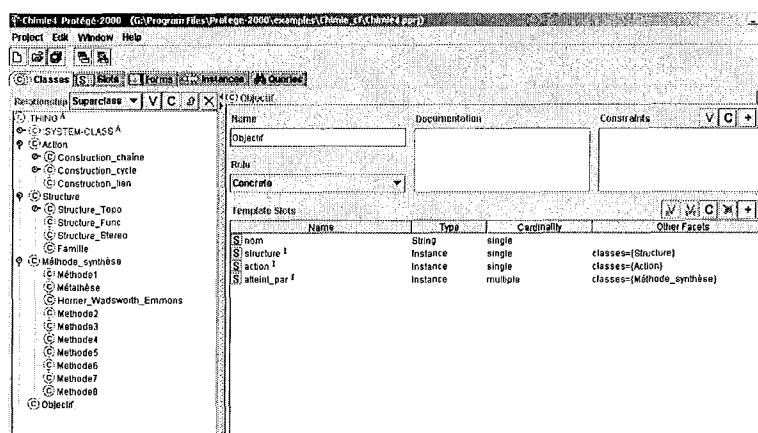 Chimie4 Protégé-2000 (G:\Program Files\Protege-2000\examples\Chimie_cf\Chimie4.pprj)
Project Edit Window Help
C Classes S Slots Forms Instances Queries
Relationship Superclass V C X
C Objectif
:THING A
:SYSTEM-CLASS A
Action
Construction_chaîne
Construction_cycle
Construction_lien
Structure
Structure_Topo
Structure_Func
Structure_Stereo
Famille
Méthode_synthèse
Méthode1
Métathèse
Horner_Wadsworth_Emmons
Methode2
Methode3
Methode4
Methode5
Methode6
Methode7
Methode8
Objectif
Name Documentation Constraints V C +
Objectif
Role
Concrete
Template Slots V V C X +
Name Type Cardinality Other Facets
S nom String single
S structure Instance single classes={Structure}
S action Instance single classes={Action}
S atteint_par Instance multiple classes={Méthode_synthèse}